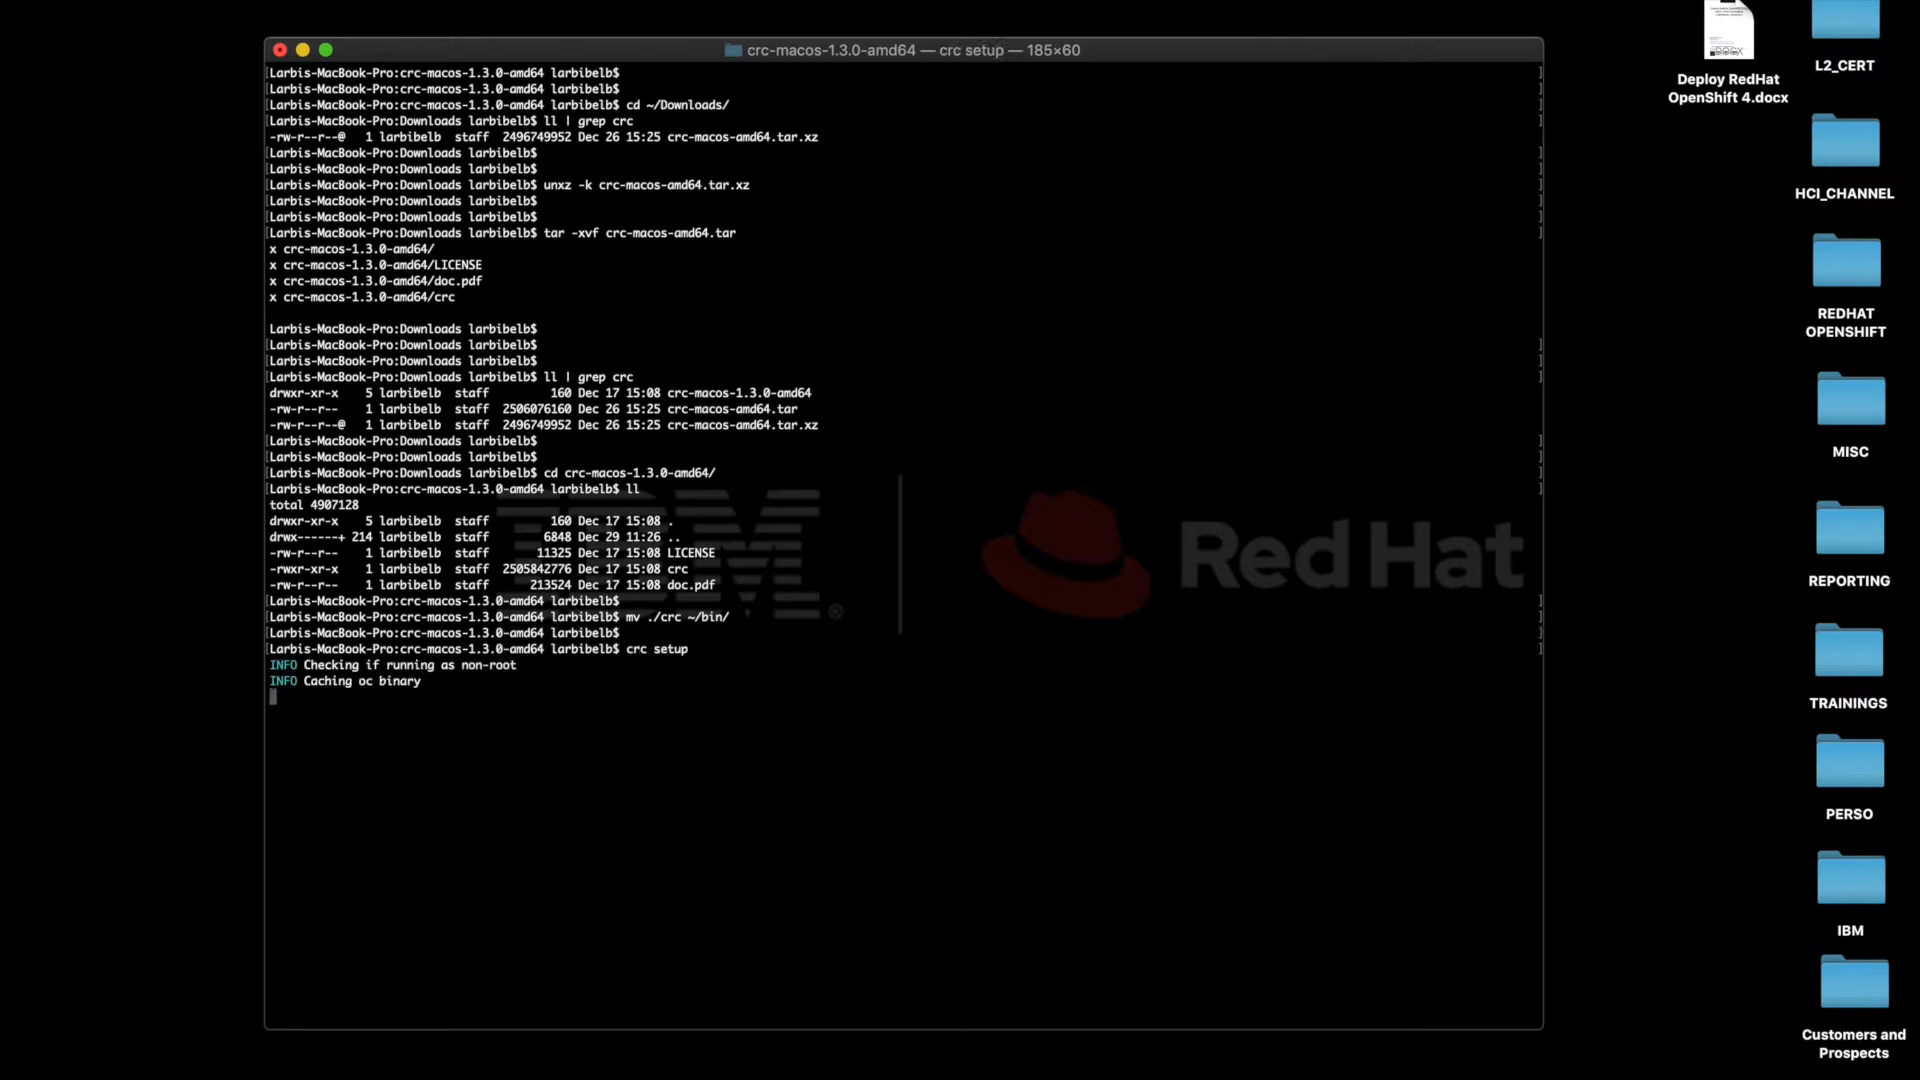 crc-macos-1.3.0-amd64 — crc setup — 185×60
[Larbis-MacBook-Pro:crc-macos-1.3.0-amd64 larbibelb$ ]
[Larbis-MacBook-Pro:crc-macos-1.3.0-amd64 larbibelb$ ]
[Larbis-MacBook-Pro:crc-macos-1.3.0-amd64 larbibelb$ cd ~/Downloads/ ]
[Larbis-MacBook-Pro:Downloads larbibelb$ ll | grep crc ]
-rw-r--r--@   1 larbibelb  staff  2496749952 Dec 26 15:25 crc-macos-amd64.tar.xz
[Larbis-MacBook-Pro:Downloads larbibelb$ ]
[Larbis-MacBook-Pro:Downloads larbibelb$ ]
[Larbis-MacBook-Pro:Downloads larbibelb$ unxz -k crc-macos-amd64.tar.xz ]
[Larbis-MacBook-Pro:Downloads larbibelb$ ]
[Larbis-MacBook-Pro:Downloads larbibelb$ ]
[Larbis-MacBook-Pro:Downloads larbibelb$ tar -xvf crc-macos-amd64.tar ]
x crc-macos-1.3.0-amd64/
x crc-macos-1.3.0-amd64/LICENSE
x crc-macos-1.3.0-amd64/doc.pdf
x crc-macos-1.3.0-amd64/crc
Larbis-MacBook-Pro:Downloads larbibelb$
[Larbis-MacBook-Pro:Downloads larbibelb$ ]
[Larbis-MacBook-Pro:Downloads larbibelb$ ]
[Larbis-MacBook-Pro:Downloads larbibelb$ ll | grep crc ]
drwxr-xr-x    5 larbibelb  staff         160 Dec 17 15:08 crc-macos-1.3.0-amd64
-rw-r--r--    1 larbibelb  staff  2506076160 Dec 26 15:25 crc-macos-amd64.tar
-rw-r--r--@   1 larbibelb  staff  2496749952 Dec 26 15:25 crc-macos-amd64.tar.xz
[Larbis-MacBook-Pro:Downloads larbibelb$ ]
[Larbis-MacBook-Pro:Downloads larbibelb$ ]
[Larbis-MacBook-Pro:Downloads larbibelb$ cd crc-macos-1.3.0-amd64/ ]
[Larbis-MacBook-Pro:crc-macos-1.3.0-amd64 larbibelb$ ll ]
total 4907128
drwxr-xr-x    5 larbibelb  staff         160 Dec 17 15:08 .
drwx------+ 214 larbibelb  staff        6848 Dec 29 11:26 ..
-rw-r--r--    1 larbibelb  staff       11325 Dec 17 15:08 LICENSE
-rwxr-xr-x    1 larbibelb  staff  2505842776 Dec 17 15:08 crc
-rw-r--r--    1 larbibelb  staff      213524 Dec 17 15:08 doc.pdf
[Larbis-MacBook-Pro:crc-macos-1.3.0-amd64 larbibelb$ ]
[Larbis-MacBook-Pro:crc-macos-1.3.0-amd64 larbibelb$ mv ./crc ~/bin/ ]
[Larbis-MacBook-Pro:crc-macos-1.3.0-amd64 larbibelb$ ]
[Larbis-MacBook-Pro:crc-macos-1.3.0-amd64 larbibelb$ crc setup ]
INFO Checking if running as non-root
INFO Caching oc binary
IBM®
Red Hat
DOCX
Deploy RedHat
OpenShift 4.docx
L2_CERT
HCI_CHANNEL
REDHAT
OPENSHIFT
MISC
REPORTING
TRAININGS
PERSO
IBM
Customers and
Prospects